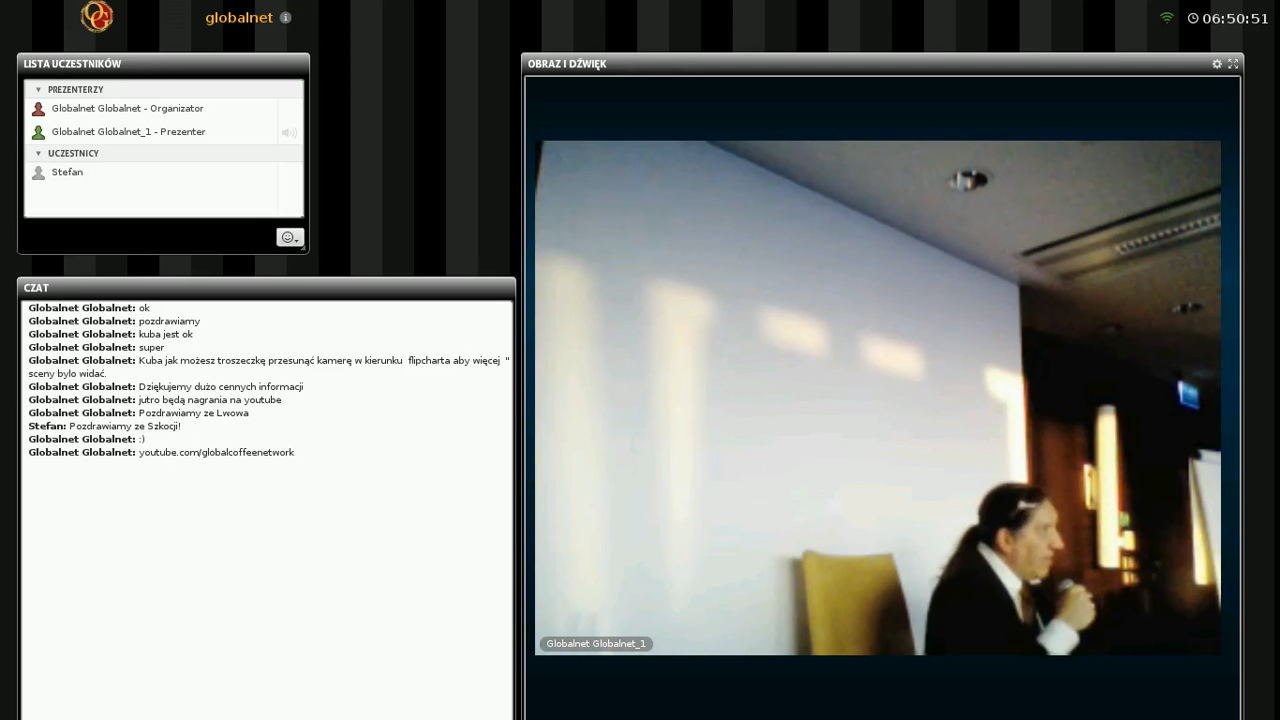 OG
globalnet
06:50:51
LISTA UCZESTNIKÓW
PREZENTERZY
Globalnet Globalnet - Organizator
Globalnet Globalnet_1 - Prezenter
UCZESTNICY
Stefan
CZAT
Globalnet Globalnet: ok
Globalnet Globalnet: pozdrawiamy
Globalnet Globalnet: kuba jest ok
Globalnet Globalnet: super
Globalnet Globalnet: Kuba jak możesz troszeczkę przesunąć kamerę w kierunku flipcharta aby więcej "
sceny bylo widać.
Globalnet Globalnet: Dziękujemy dużo cennych informacji
Globalnet Globalnet: jutro będą nagrania na youtube
Globalnet Globalnet: Pozdrawiamy ze Lwowa
Stefan: Pozdrawiamy ze Szkocji!
Globalnet Globalnet: :)
Globalnet Globalnet: youtube.com/globalcoffeenetwork
OBRAZ I DŹWIĘK
Globalnet Globalnet_1